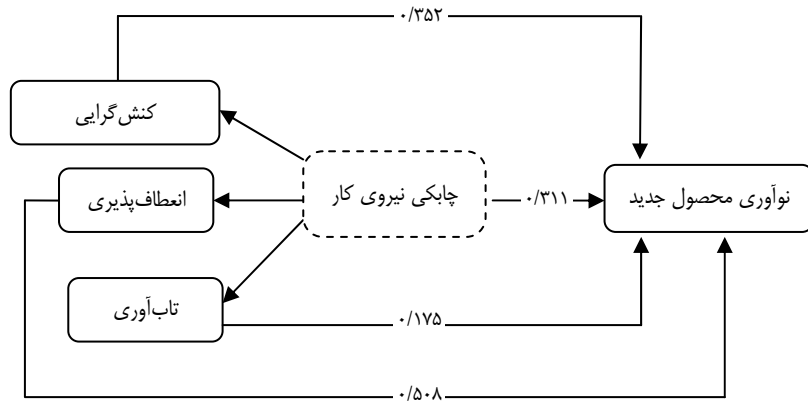 ۰/۳۵۲
کنش‌گرایی
چابکی نیروی کار
نوآوری محصول جدید
۰/۳۱۱
انعطاف‌پذیری
تاب‌آوری
۰/۱۷۵
۰/۵۰۸